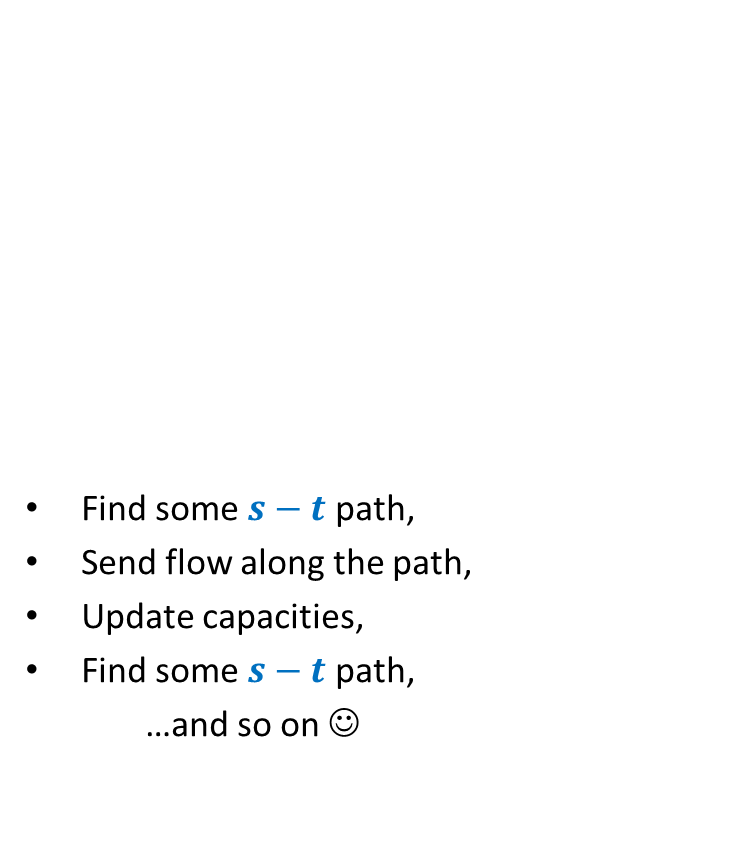 • Find some s − t path,
• Send flow along the path,
• Update capacities,
• Find some s − t path,
…and so on ☺